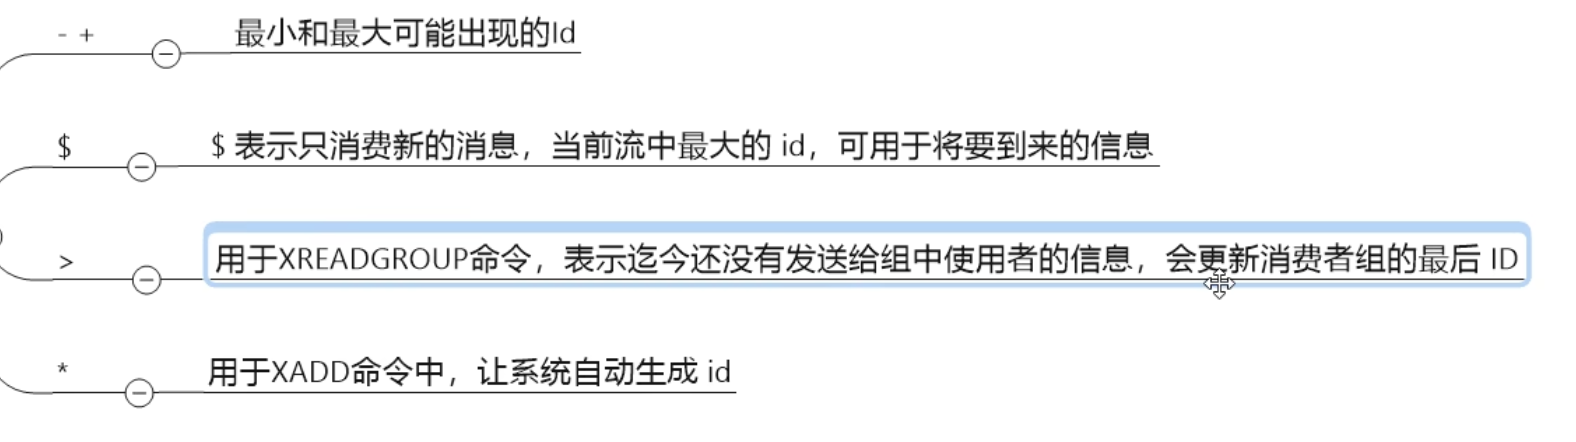 - + 最小和最大可能出现的Id
$ $ 表示只消费新的消息，当前流中最大的 id，可用于将要到来的信息
> 用于XREADGROUP命令，表示迄今还没有发送给组中使用者的信息，会更新消费者组的最后 ID
* 用于XADD命令中，让系统自动生成 id